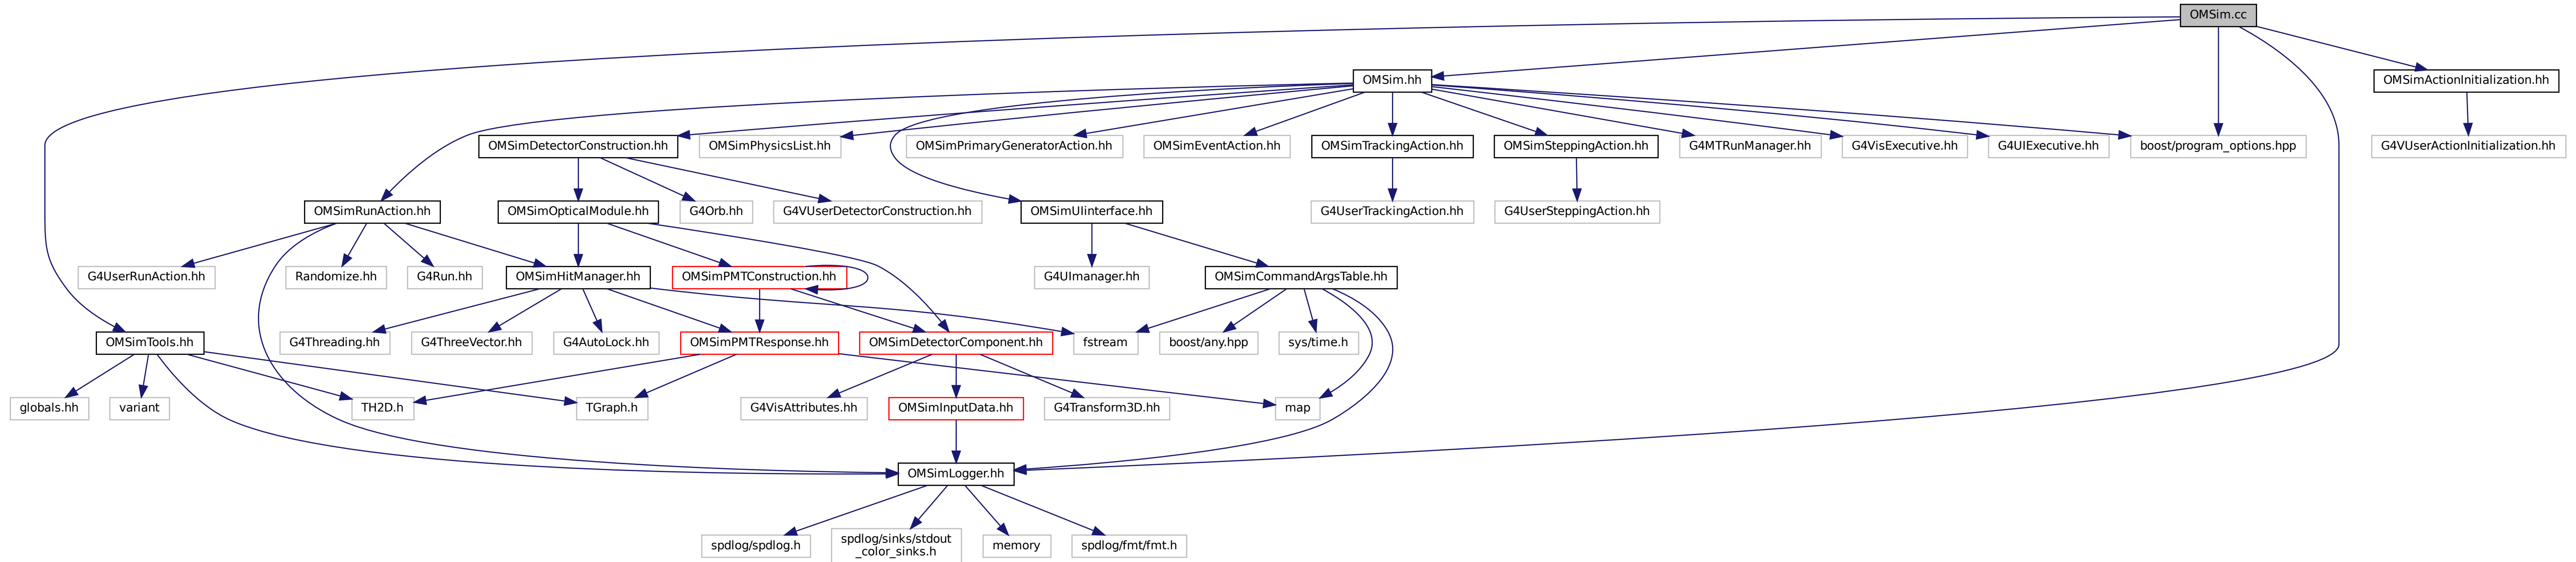 OMSim.cc
OMSim.hh
OMSimActionInitialization.hh
OMSimDetectorConstruction.hh
OMSimPhysicsList.hh
OMSimPrimaryGeneratorAction.hh
OMSimEventAction.hh
OMSimTrackingAction.hh
OMSimSteppingAction.hh
G4MTRunManager.hh
G4VisExecutive.hh
G4UIExecutive.hh
boost/program_options.hpp
G4VUserActionInitialization.hh
OMSimRunAction.hh
OMSimOpticalModule.hh
G4Orb.hh
G4VUserDetectorConstruction.hh
OMSimUIinterface.hh
G4UserTrackingAction.hh
G4UserSteppingAction.hh
G4UserRunAction.hh
Randomize.hh
G4Run.hh
OMSimHitManager.hh
OMSimPMTConstruction.hh
G4UImanager.hh
OMSimCommandArgsTable.hh
OMSimTools.hh
G4Threading.hh
G4ThreeVector.hh
G4AutoLock.hh
OMSimPMTResponse.hh
OMSimDetectorComponent.hh
fstream
boost/any.hpp
sys/time.h
globals.hh
variant
TH2D.h
TGraph.h
G4VisAttributes.hh
OMSimInputData.hh
G4Transform3D.hh
map
OMSimLogger.hh
spdlog/spdlog.h
spdlog/sinks/stdout
_color_sinks.h
memory
spdlog/fmt/fmt.h